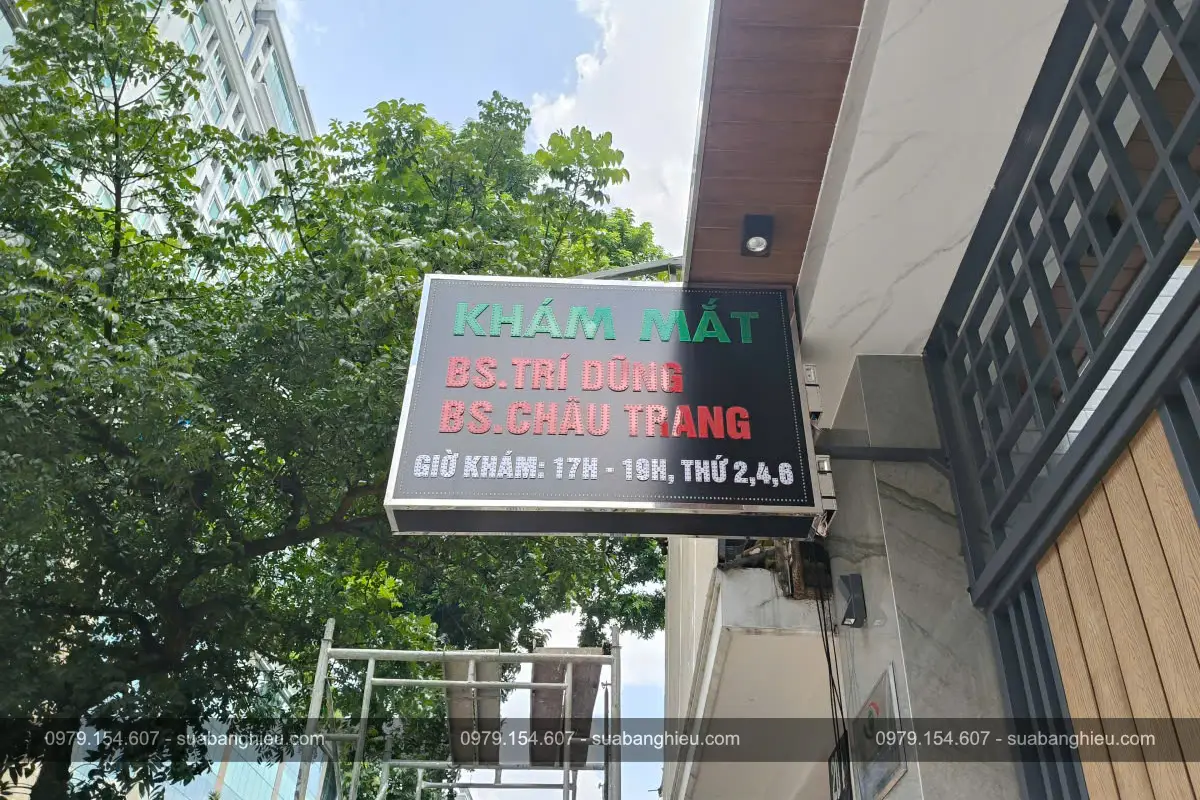 KHÁM MẮT
BS.TRÍ DŨNG
BS.CHÂU TRANG
GIỜ KHÁM: 17H - 19H, THỨ 2,4,6
0979.154.607 - suabanghieu.com
0979.154.607 - suabanghieu.com
0979.154.607 - suabanghieu.com